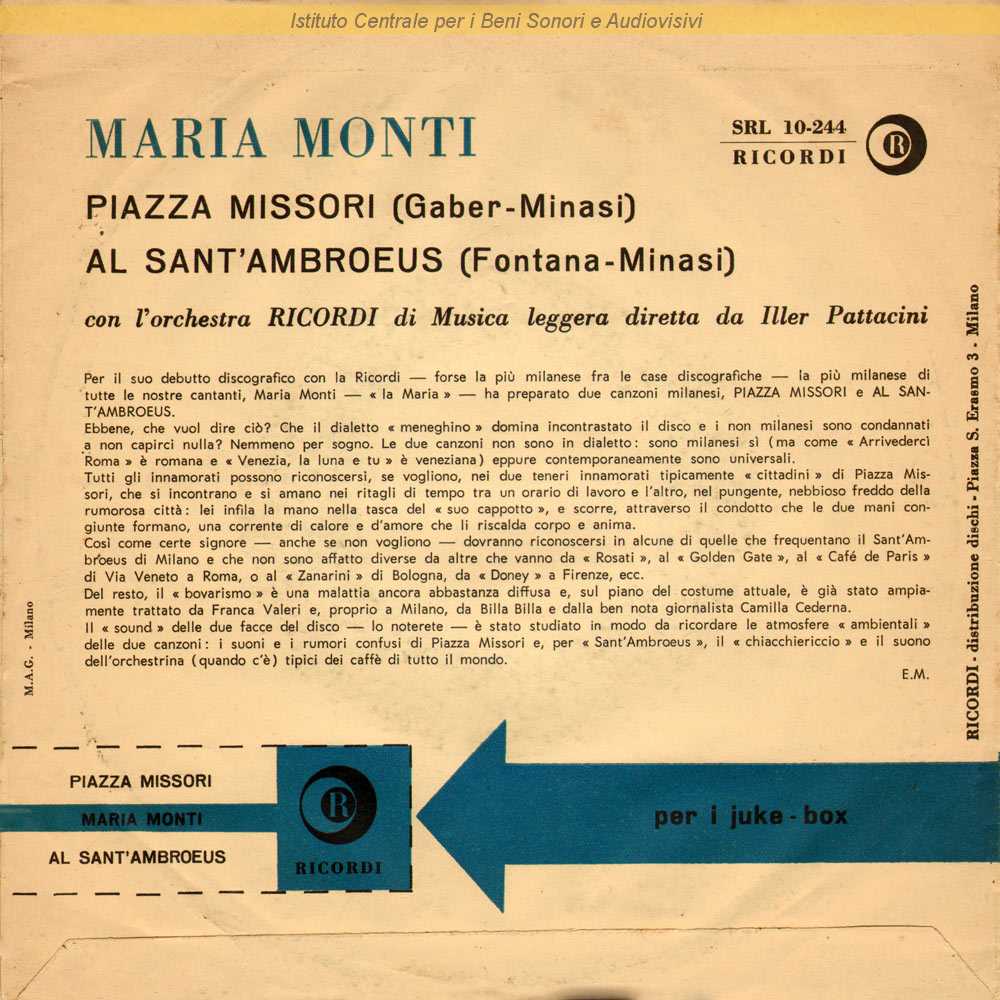 Istituto Centrale per i Beni Sonori e Audiovisivi
MARIA MONTI
SRL 10-244
RICORDI
R
PIAZZA MISSORI (Gaber-Minasi)
AL SANT'AMBROEUS (Fontana-Minasi)
con l'orchestra RICORDI di Musica leggera diretta da Iller Pattacini
Per il suo debutto discografico con la Ricordi — forse la più milanese fra le case discografiche — la più milanese di
tutte le nostre cantanti, Maria Monti — « la Maria » — ha preparato due canzoni milanesi, PIAZZA MISSORI e AL SAN-
T'AMBROEUS.
Ebbene, che vuol dire ciò? Che il dialetto « meneghino » domina incontrastato il disco e i non milanesi sono condannati
a non capirci nulla? Nemmeno per sogno. Le due canzoni non sono in dialetto: sono milanesi sì (ma come « Arrivederci
Roma » è romana e « Venezia, la luna e tu » è veneziana) eppure contemporaneamente sono universali.
Tutti gli innamorati possono riconoscersi, se vogliono, nei due teneri innamorati tipicamente « cittadini » di Piazza Mis-
sori, che si incontrano e si amano nei ritagli di tempo tra un orario di lavoro e l'altro, nel pungente, nebbioso freddo della
rumorosa città: lei infila la mano nella tasca del « suo cappotto », e scorre, attraverso il condotto che le due mani con-
giunte formano, una corrente di calore e d'amore che li riscalda corpo e anima.
Così come certe signore — anche se non vogliono — dovranno riconoscersi in alcune di quelle che frequentano il Sant'Am-
broeus di Milano e che non sono affatto diverse da altre che vanno da « Rosati », al « Golden Gate », al « Café de Paris »
di Via Veneto a Roma, o al « Zanarini » di Bologna, da « Doney » a Firenze, ecc.
Del resto, il « bovarismo » è una malattia ancora abbastanza diffusa e, sul piano del costume attuale, è già stato ampia-
mente trattato da Franca Valeri e, proprio a Milano, da Billa Billa e dalla ben nota giornalista Camilla Cederna.
Il « sound » delle due facce del disco — lo noterete — è stato studiato in modo da ricordare le atmosfere « ambientali »
delle due canzoni: i suoni e i rumori confusi di Piazza Missori e, per « Sant'Ambroeus », il « chiacchiericcio » e il suono
dell'orchestrina (quando c'è) tipici dei caffè di tutto il mondo.
E.M.
M.A.G. - Milano
RICORDI - distribuzione dischi - Piazza S. Erasmo 3 - Milano
PIAZZA MISSORI
MARIA MONTI
AL SANT'AMBROEUS
R
RICORDI
per i juke-box